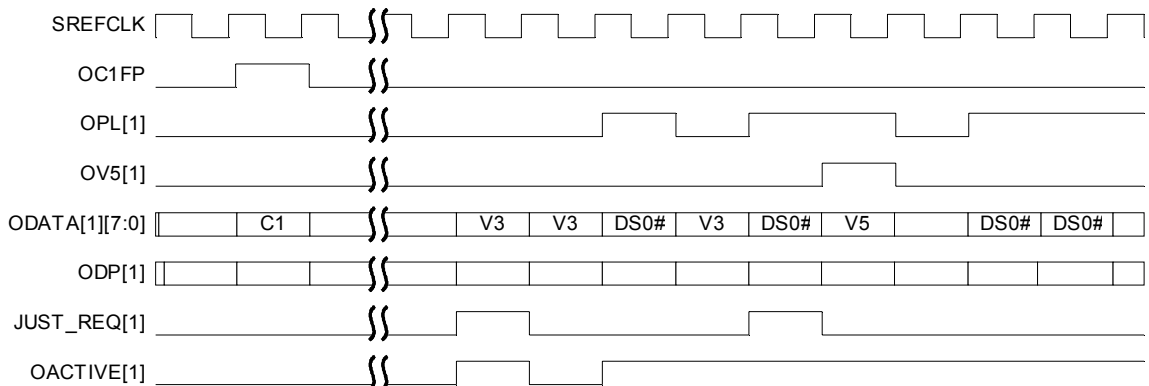 SREFCLK
OC1FP
OPL[1]
OV5[1]
ODATA[1][7:0] C1 V3 V3 DS0# V3 DS0# V5 DS0# DS0#
ODP[1]
JUST_REQ[1]
OACTIVE[1]